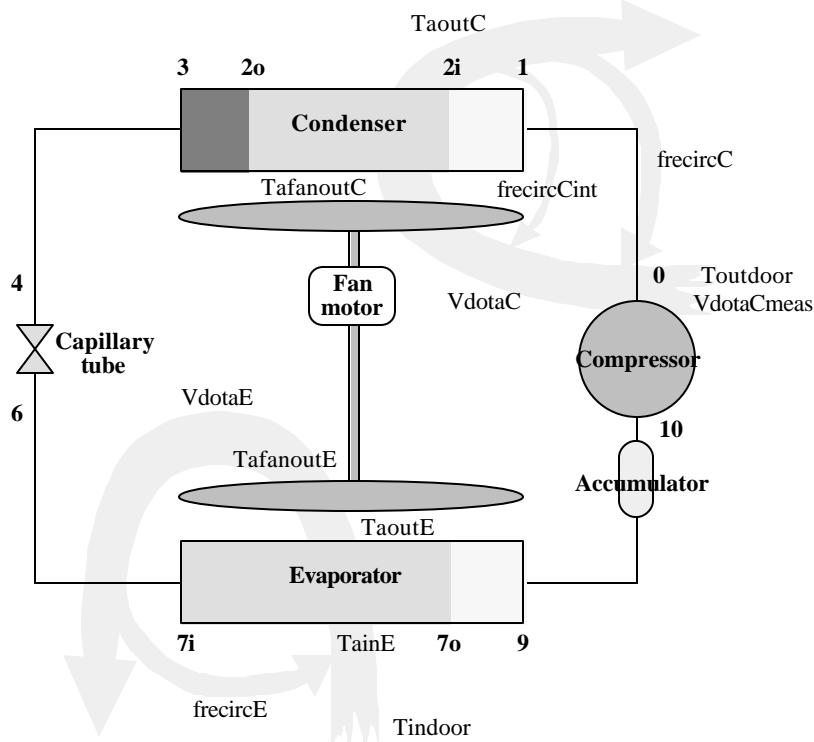 TaoutC
3
2o
2i
1
Condenser
frecircC
TafanoutC
frecircCint
4
Fan
motor
0
Toutdoor
VdotaC
VdotaCmeas
Capillary
tube
Compressor
6
VdotaE
10
TafanoutE
Accumulator
TaoutE
Evaporator
7i
TainE
7o
9
frecircE
Tindoor